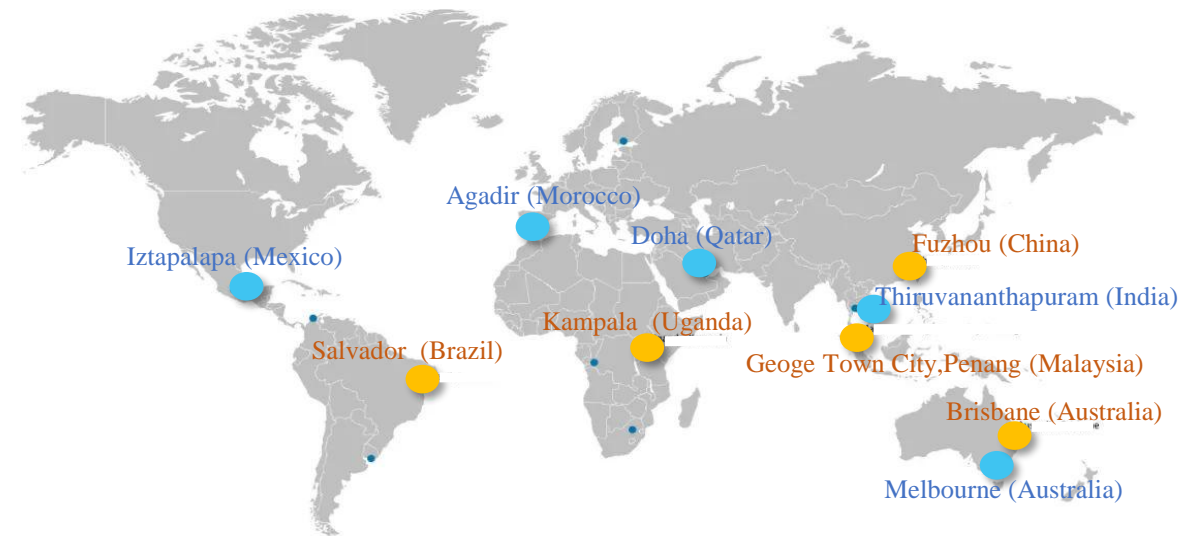 Agadir (Morocco)
Doha (Qatar)
Fuzhou (China)
Iztapalapa (Mexico)
Thiruvananthapuram (India)
Kampala  (Uganda)
Salvador  (Brazil)
Geoge Town City,Penang (Malaysia)
Brisbane (Australia)
Melbourne (Australia)